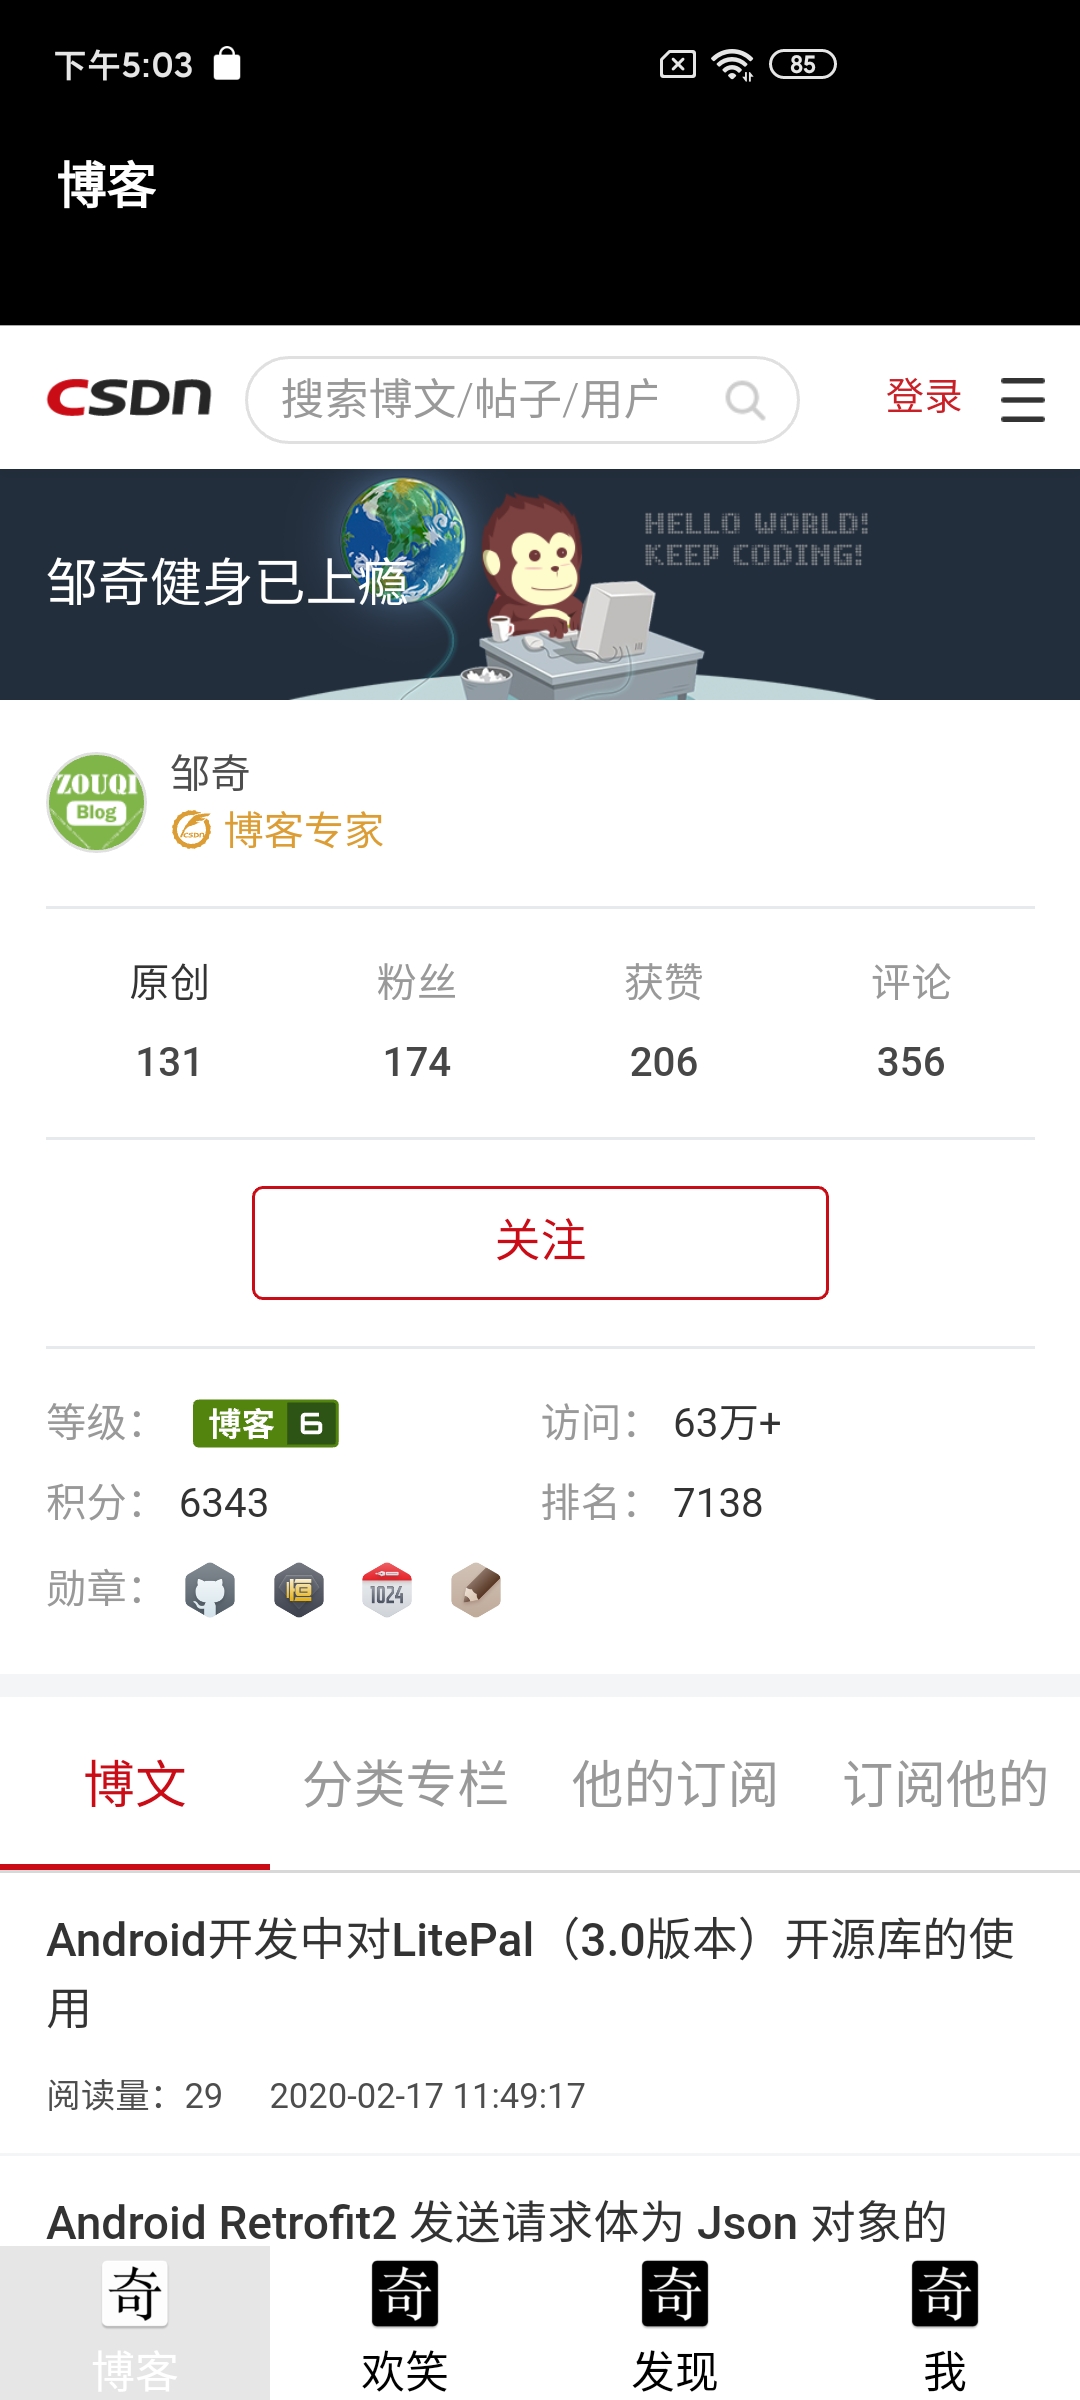 下午5:03
85
博客
CSDN
搜索博文/帖子/用户
登录
HELLO WORLD!
KEEP CODING!
邹奇健身已上瘾
ZOUQI
Blog
邹奇
CSDN
博客专家
原创 粉丝 获赞 评论
131 174 206 356
关注
等级： 博客 6 访问： 63万+
积分： 6343 排名： 7138
勋章： 恒 1024
博文 分类专栏 他的订阅 订阅他的
Android开发中对LitePal（3.0版本）开源库的使
用
阅读量：29 2020-02-17 11:49:17
Android Retrofit2 发送请求体为 Json 对象的
奇 奇 奇 奇
博客 欢笑 发现 我